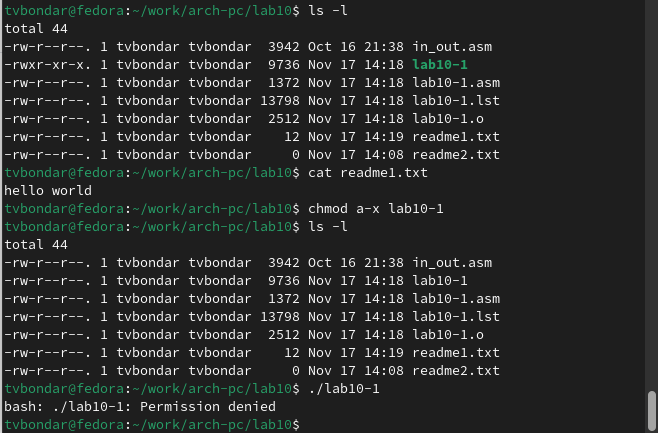 tvbondar@fedora:~/work/arch-pc/lab10$ ls -l
total 44
-rw-r--r--. 1 tvbondar tvbondar  3942 Oct 16 21:38 in_out.asm
-rwxr-xr-x. 1 tvbondar tvbondar  9736 Nov 17 14:18 lab10-1
-rw-r--r--. 1 tvbondar tvbondar  1372 Nov 17 14:18 lab10-1.asm
-rw-r--r--. 1 tvbondar tvbondar 13798 Nov 17 14:18 lab10-1.lst
-rw-r--r--. 1 tvbondar tvbondar  2512 Nov 17 14:18 lab10-1.o
-rw-r--r--. 1 tvbondar tvbondar    12 Nov 17 14:19 readme1.txt
-rw-r--r--. 1 tvbondar tvbondar     0 Nov 17 14:08 readme2.txt
tvbondar@fedora:~/work/arch-pc/lab10$ cat readme1.txt
hello world
tvbondar@fedora:~/work/arch-pc/lab10$ chmod a-x lab10-1
tvbondar@fedora:~/work/arch-pc/lab10$ ls -l
total 44
-rw-r--r--. 1 tvbondar tvbondar  3942 Oct 16 21:38 in_out.asm
-rw-r--r--. 1 tvbondar tvbondar  9736 Nov 17 14:18 lab10-1
-rw-r--r--. 1 tvbondar tvbondar  1372 Nov 17 14:18 lab10-1.asm
-rw-r--r--. 1 tvbondar tvbondar 13798 Nov 17 14:18 lab10-1.lst
-rw-r--r--. 1 tvbondar tvbondar  2512 Nov 17 14:18 lab10-1.o
-rw-r--r--. 1 tvbondar tvbondar    12 Nov 17 14:19 readme1.txt
-rw-r--r--. 1 tvbondar tvbondar     0 Nov 17 14:08 readme2.txt
tvbondar@fedora:~/work/arch-pc/lab10$ ./lab10-1
bash: ./lab10-1: Permission denied
tvbondar@fedora:~/work/arch-pc/lab10$